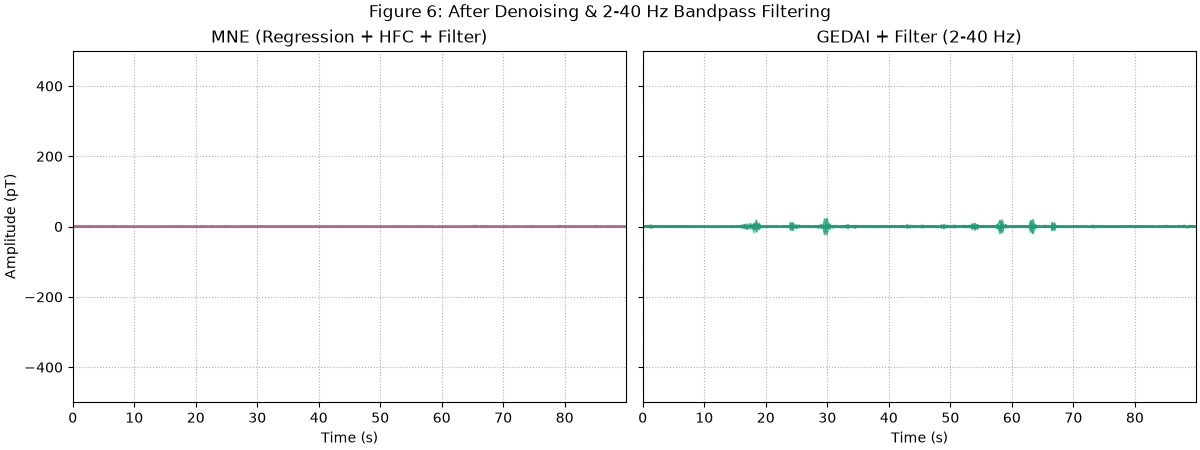 Figure 6: After Denoising & 2-40 Hz Bandpass Filtering
MNE (Regression + HFC + Filter)
GEDAI + Filter (2-40 Hz)
Amplitude (pT)
400
200
0
−200
−400
0 10 20 30 40 50 60 70 80
0 10 20 30 40 50 60 70 80
Time (s)
Time (s)